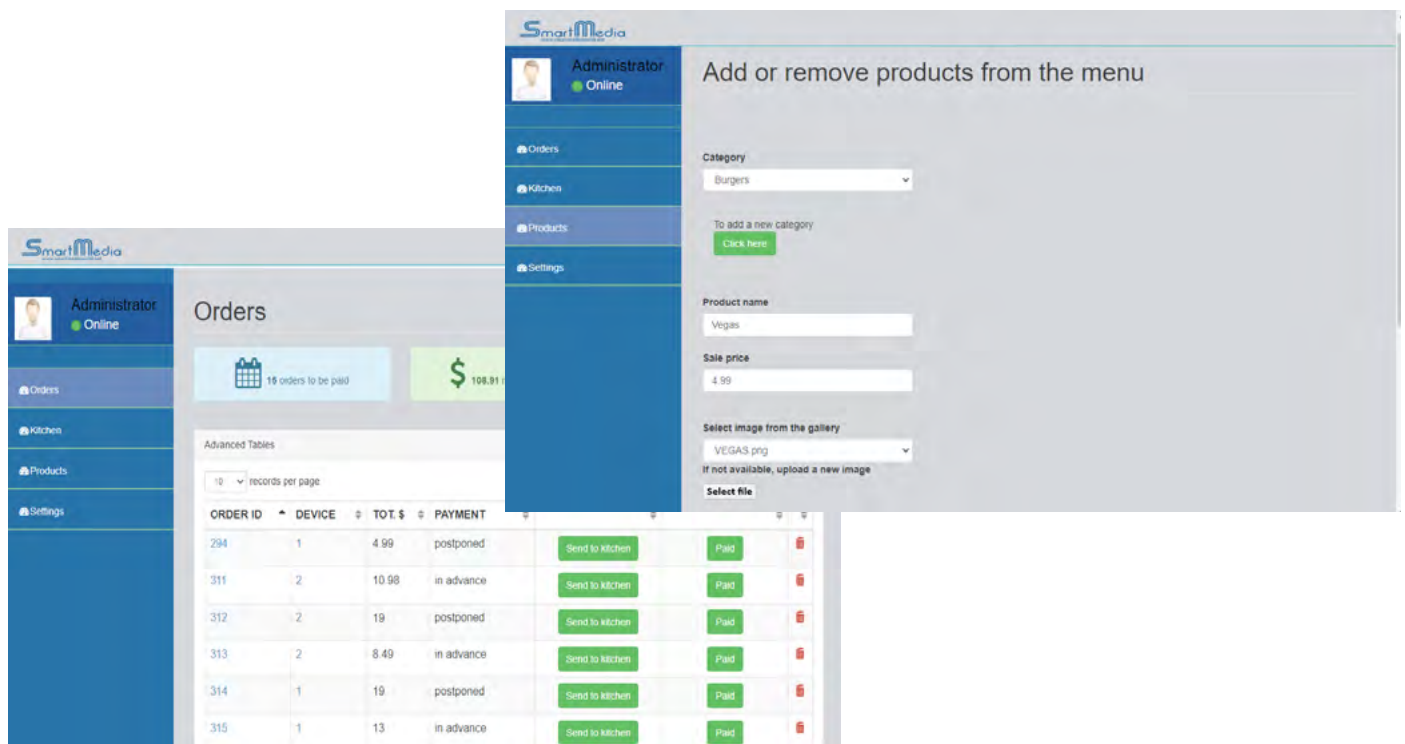 SmartMedia
Administrator
Online
Orders
Kitchen
Products
Settings
Add or remove products from the menu
Category
Burgers
To add a new category
Click here
Product name
Vegas
Sale price
4.99
Select image from the gallery
VEGAS.png
If not available, upload a new image
Select file
SmartMedia
Administrator
Online
Orders
Kitchen
Products
Settings
Orders
15 orders to be paid
$ 108.91
Advanced Tables
10 records per page
ORDER ID DEVICE TOT. $ PAYMENT
294 1 4.99 postponed Send to kitchen Paid
311 2 10.98 in advance Send to kitchen Paid
312 2 19 postponed Send to kitchen Paid
313 2 8.49 in advance Send to kitchen Paid
314 1 19 postponed Send to kitchen Paid
315 1 13 in advance Send to kitchen Paid